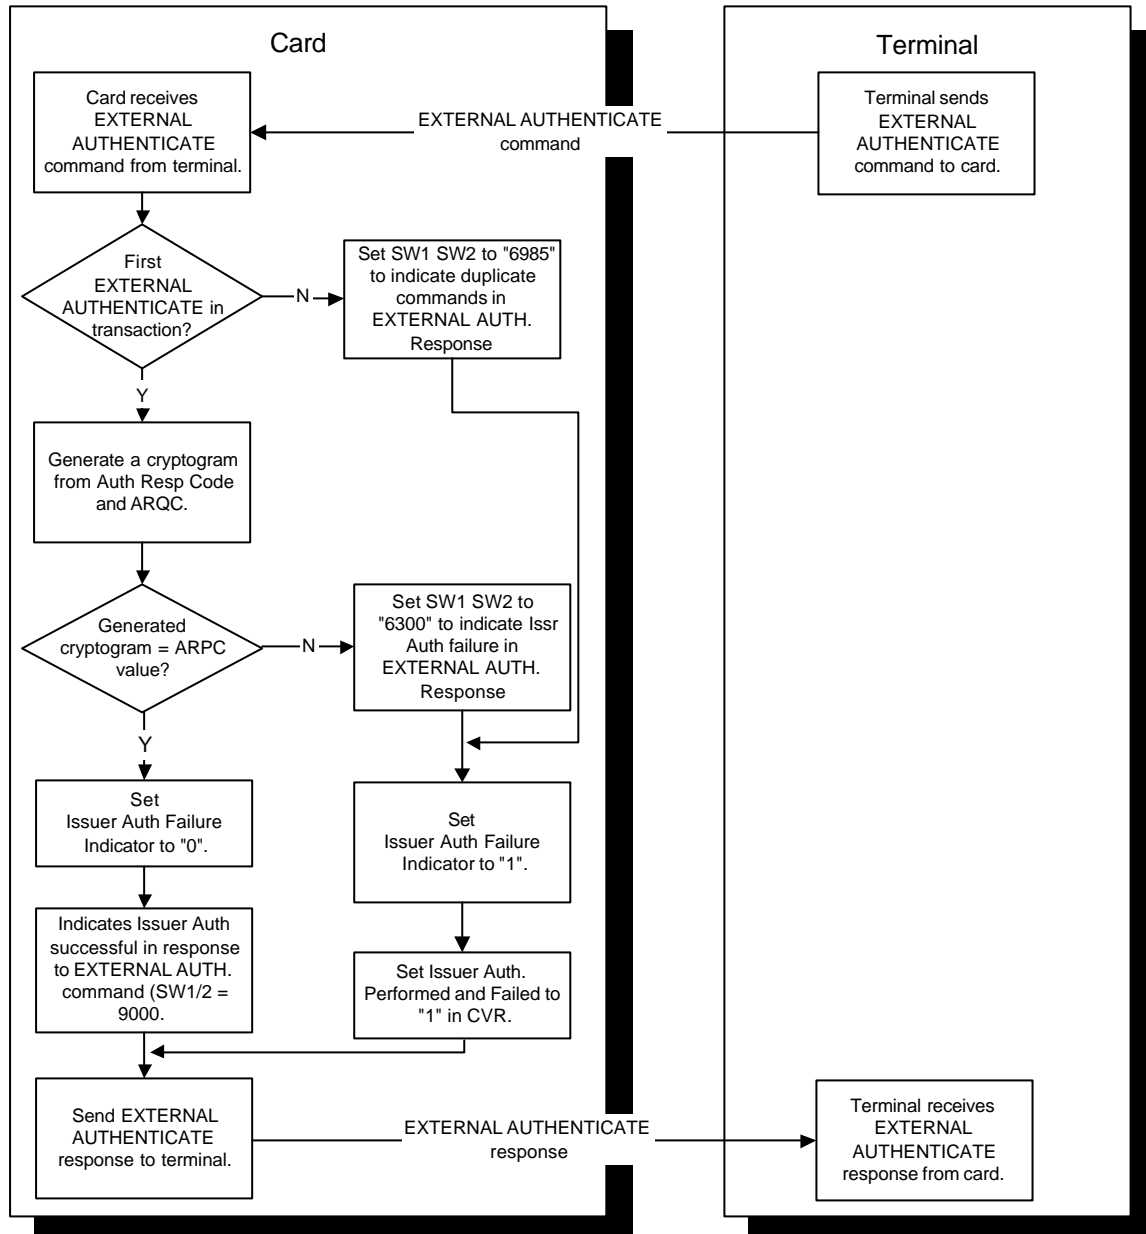 Card
Terminal
Card receives
EXTERNAL
AUTHENTICATE
command from terminal.
EXTERNAL AUTHENTICATE
command
Terminal sends
EXTERNAL
AUTHENTICATE
command to card.
First
EXTERNAL
AUTHENTICATE in
transaction?
N
Set SW1 SW2 to "6985"
to indicate duplicate
commands in
EXTERNAL AUTH.
Response
Y
Generate a cryptogram
from Auth Resp Code
and ARQC.
Generated
cryptogram = ARPC
value?
N
Set SW1 SW2 to
"6300" to indicate Issr
Auth failure in
EXTERNAL AUTH.
Response
Y
Set
Issuer Auth Failure
Indicator to "0".
Set
Issuer Auth Failure
Indicator to "1".
Indicates Issuer Auth
successful in response
to EXTERNAL AUTH.
command (SW1/2 =
9000.
Set Issuer Auth.
Performed and Failed to
"1" in CVR.
Send EXTERNAL
AUTHENTICATE
response to terminal.
EXTERNAL AUTHENTICATE
response
Terminal receives
EXTERNAL
AUTHENTICATE
response from card.